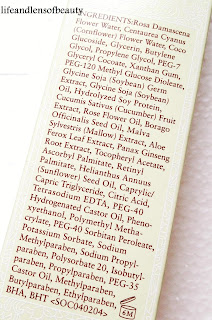 lifeandlensofbeauty
INGREDIENTS:Rosa Damascena
Flower Water, Centaurea Cyanus
(Cornflower) Flower Water, Coco
Glucoside, Glycerin, Butylene
Glycol, Propylene Glycol, PEG-7
Glyceryl Cocoate, Xanthan Gum,
PEG-120 Methyl Glucose Dioleate,
Glycine Soja (Soybean) Germ
Extract, Glycine Soja (Soybean)
Oil, Hydrolyzed Soy Protein,
Cucumis Sativus (Cucumber) Fruit
Extract, Rose Flower Oil, Borago
Officinalis Seed Oil, Malva
Sylvestris (Mallow) Extract, Aloe
Ferox Leaf Extract, Panax Ginseng
Root Extract, Tocopheryl Acetate,
Ascorbyl Palmitate, Retinyl
Palmitate, Helianthus Annuus
(Sunflower) Seed Oil, Caprylic/
Capric Triglyceride, Citric Acid,
Tetrasodium EDTA, PEG-40
Hydrogenated Castor Oil, Pheno-
xyethanol, Polymethyl Metha-
crylate, PEG-40 Sorbitan Peroleate,
Potassium Sorbate, Sodium
Methylparaben, Sodium Propyl-
paraben, Polysorbate 20, Isobutyl-
paraben, Propylparaben, PEG-35
Castor Oil, Methylparaben,
Butylparaben, Ethylparaben,
BHA, BHT <SOC040204>
6M